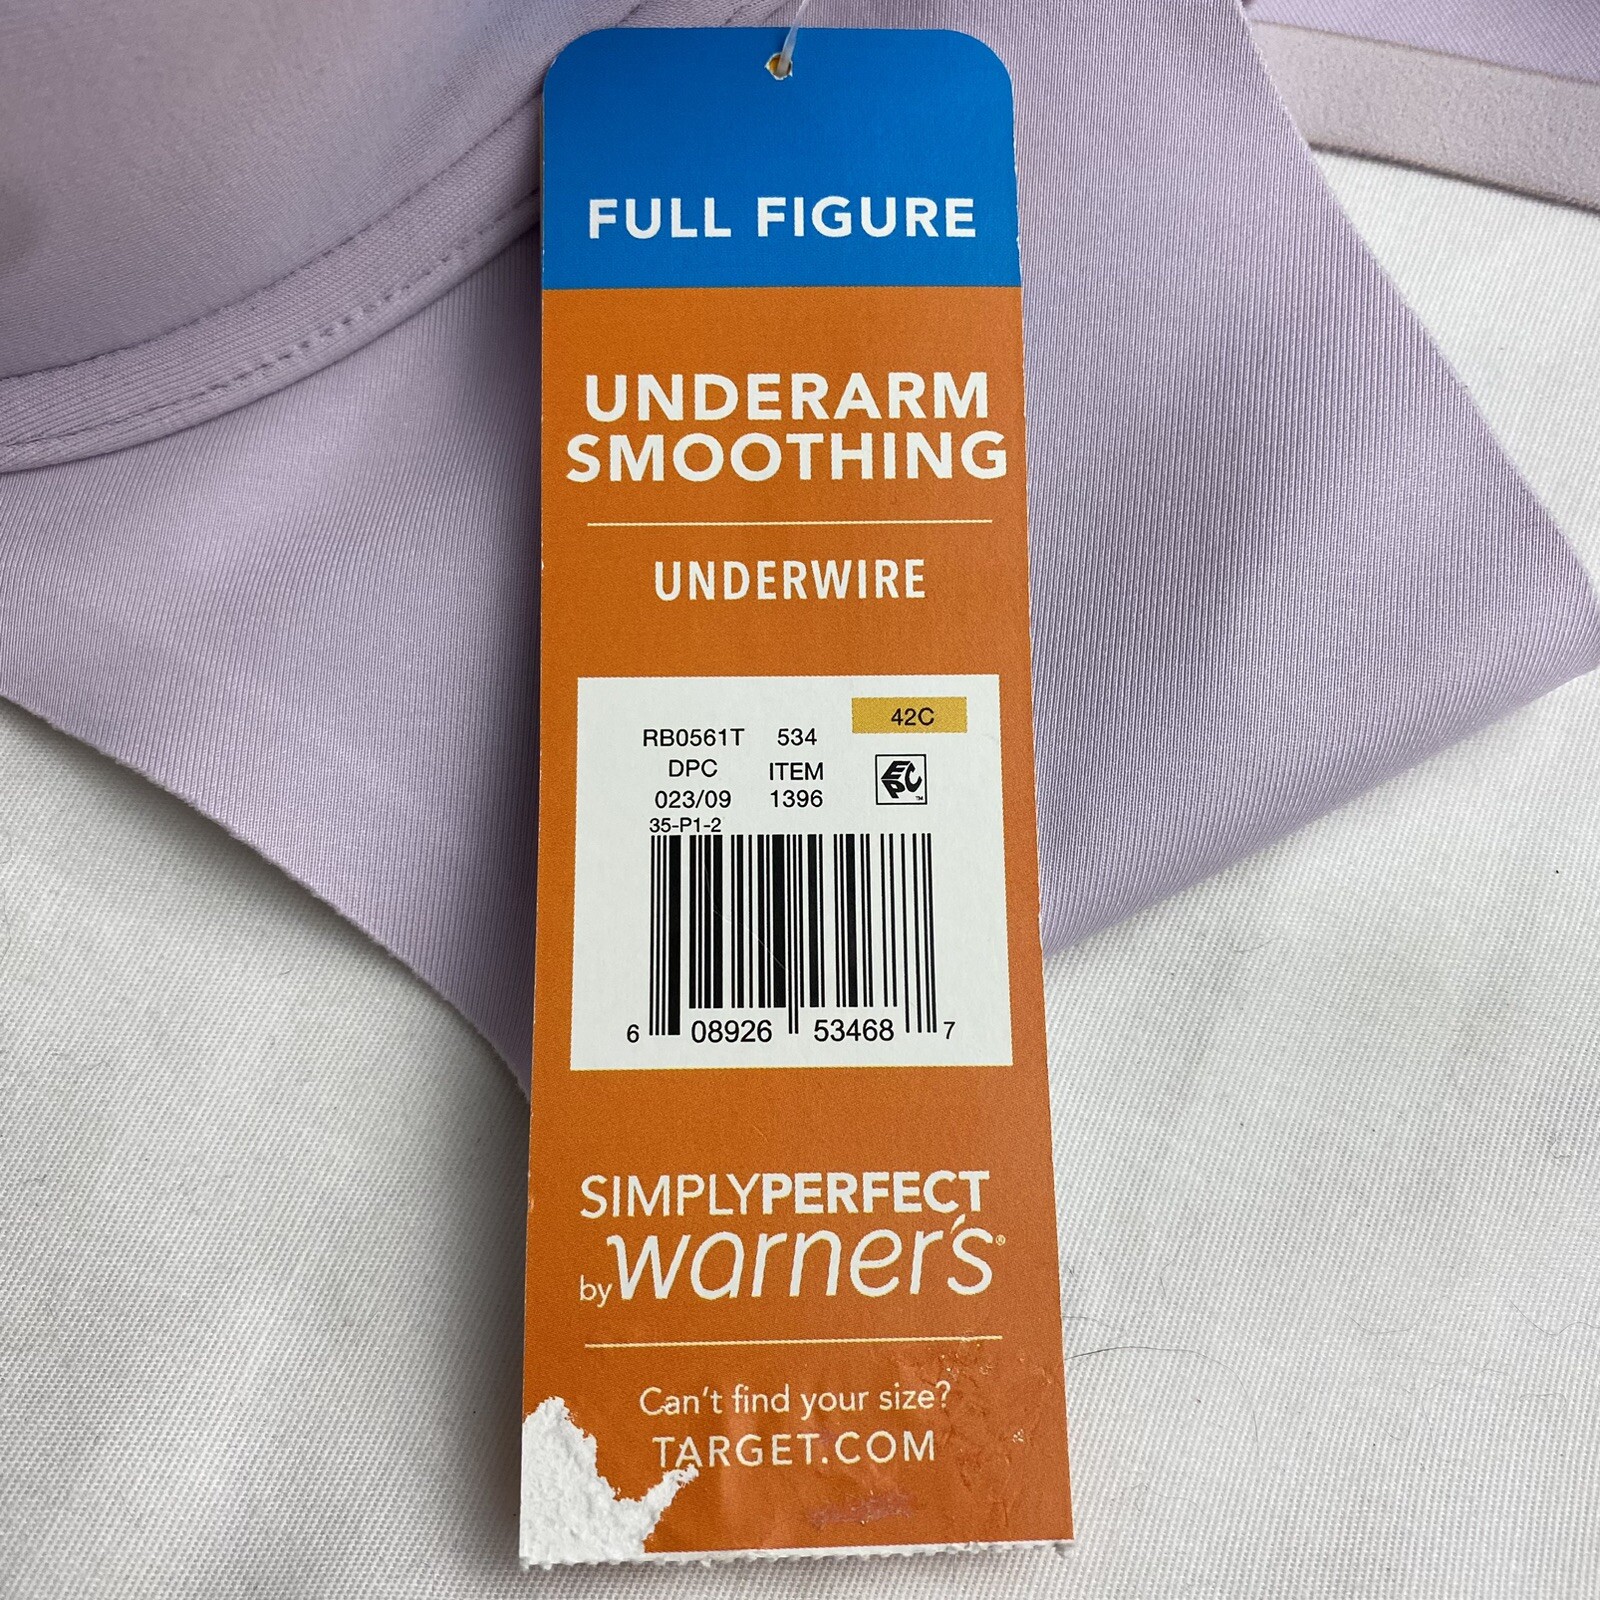 FULL FIGURE
UNDERARM
SMOOTHING
UNDERWIRE
42C
RB0561T 534
DPC ITEM
023/09 1396
35-P1-2
EPC™
6 08926 53468 7
SIMPLYPERFECT
by warner's®
Can't find your size?
TARGET.COM